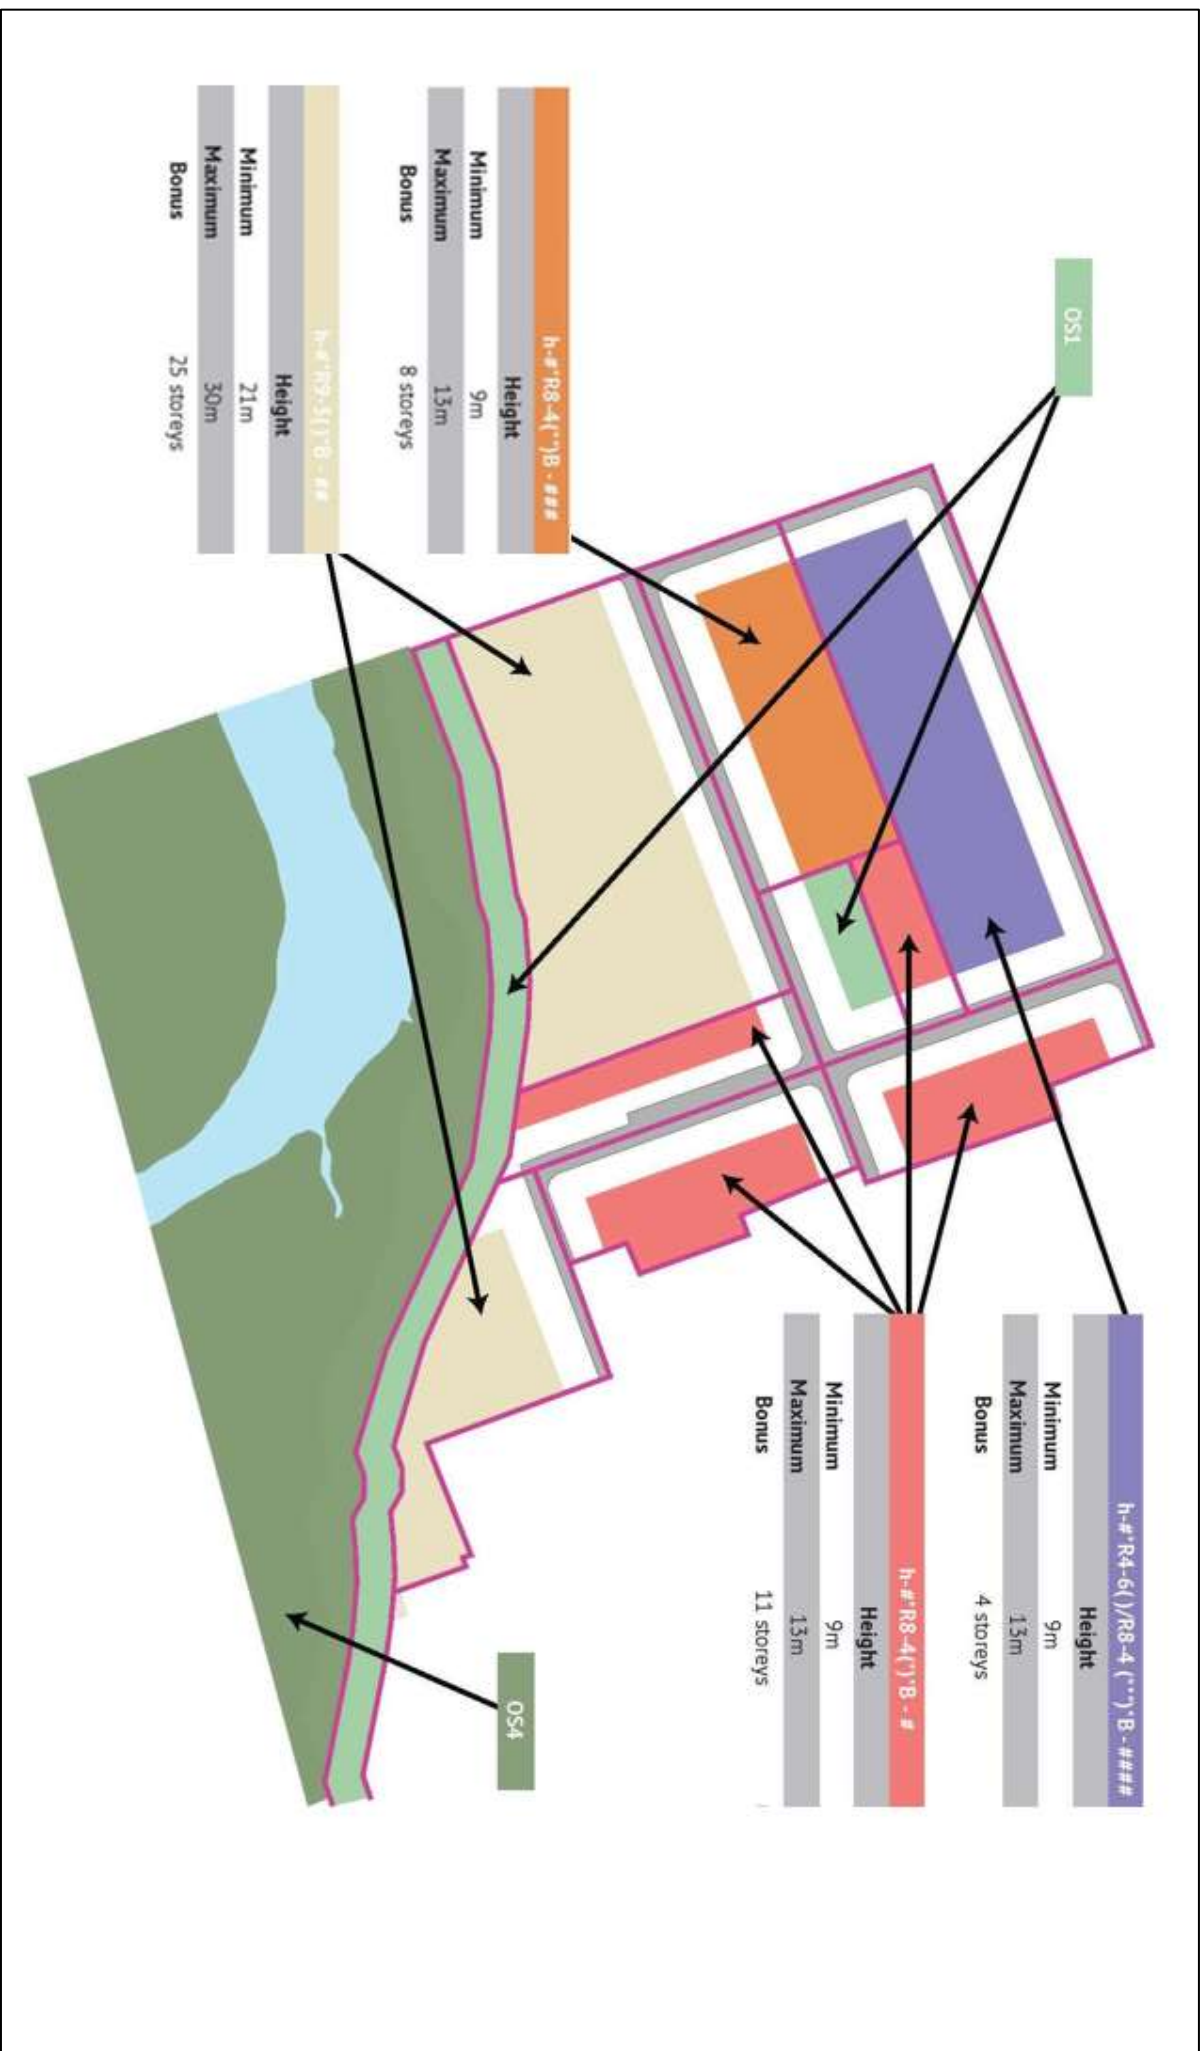 OS1
h-#*R4-6()/R8-4 (***)*B - ####
Height
Minimum 9m
Maximum 13m
Bonus 4 storeys
h-#*R8-4(*)*B - #
Height
Minimum 9m
Maximum 13m
Bonus 11 storeys
h-#*R8-4(**)B - ###
Height
Minimum 9m
Maximum 13m
Bonus 8 storeys
OS4
h-#*R9-3()*B - ##
Height
Minimum 21m
Maximum 30m
Bonus 25 storeys